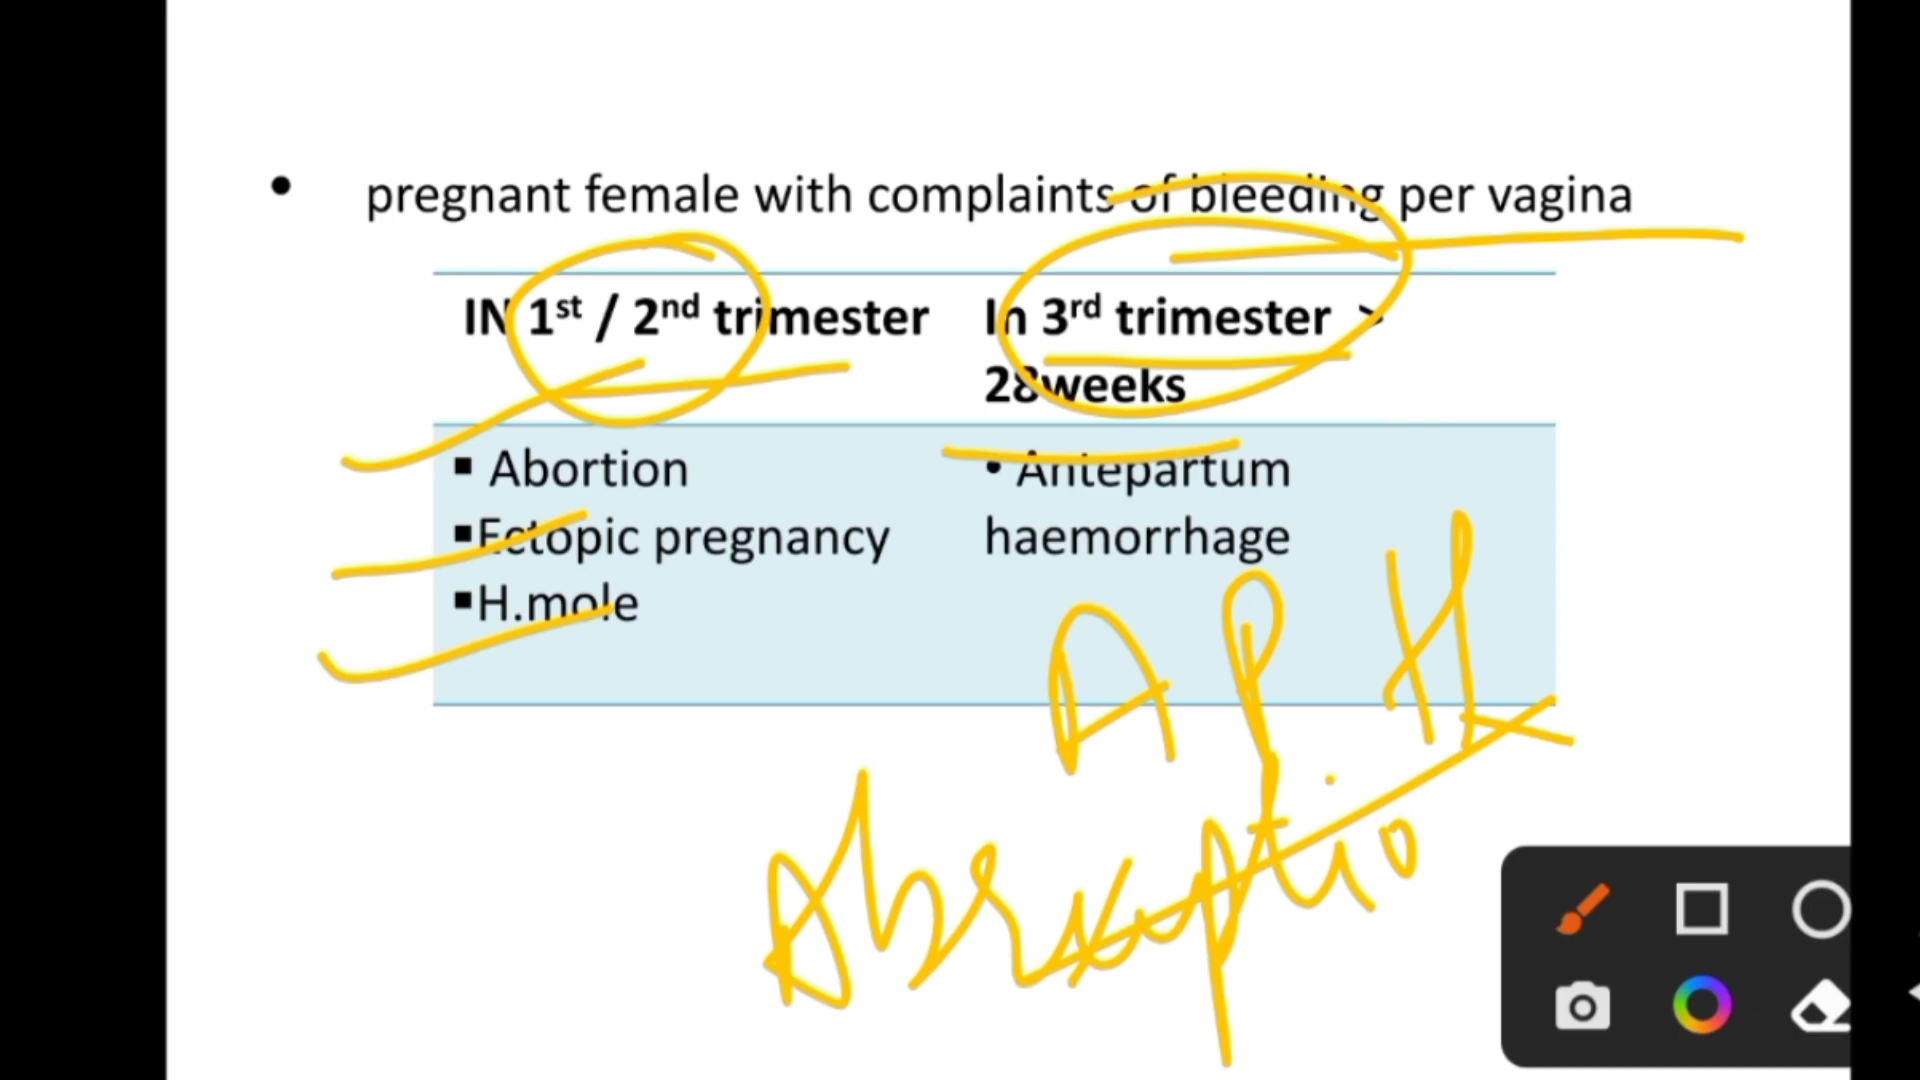 • pregnant female with complaints of bleeding per vagina
IN 1st / 2nd trimester
In 3rd trimester >
28weeks
▪ Abortion
▪Ectopic pregnancy
▪H.mole
• Antepartum
haemorrhage
APH
Abruptio